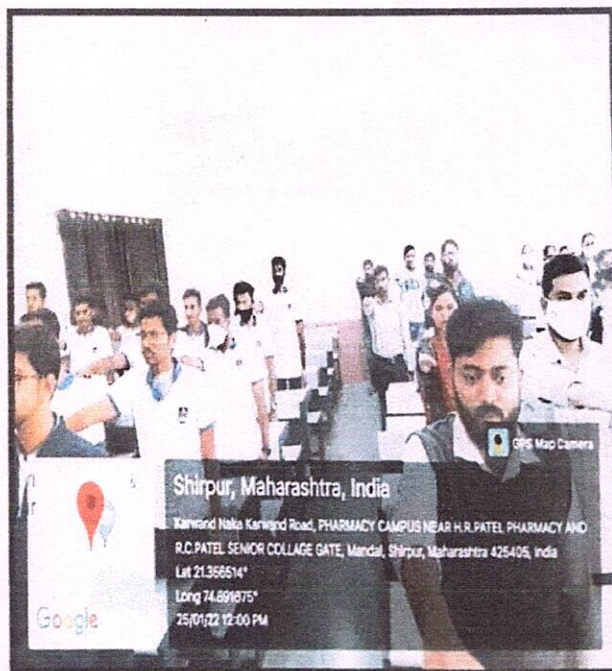 GPS Map Camera
Shirpur, Maharashtra, India
Karwand Naka Karwand Road, PHARMACY CAMPUS NEAR H.R.PATEL PHARMACY AND
R.C.PATEL SENIOR COLLAGE GATE, Mandal, Shirpur, Maharashtra 425405, India
Lat 21.356514°
Long 74.891675°
25/01/22 12:00 PM
Google